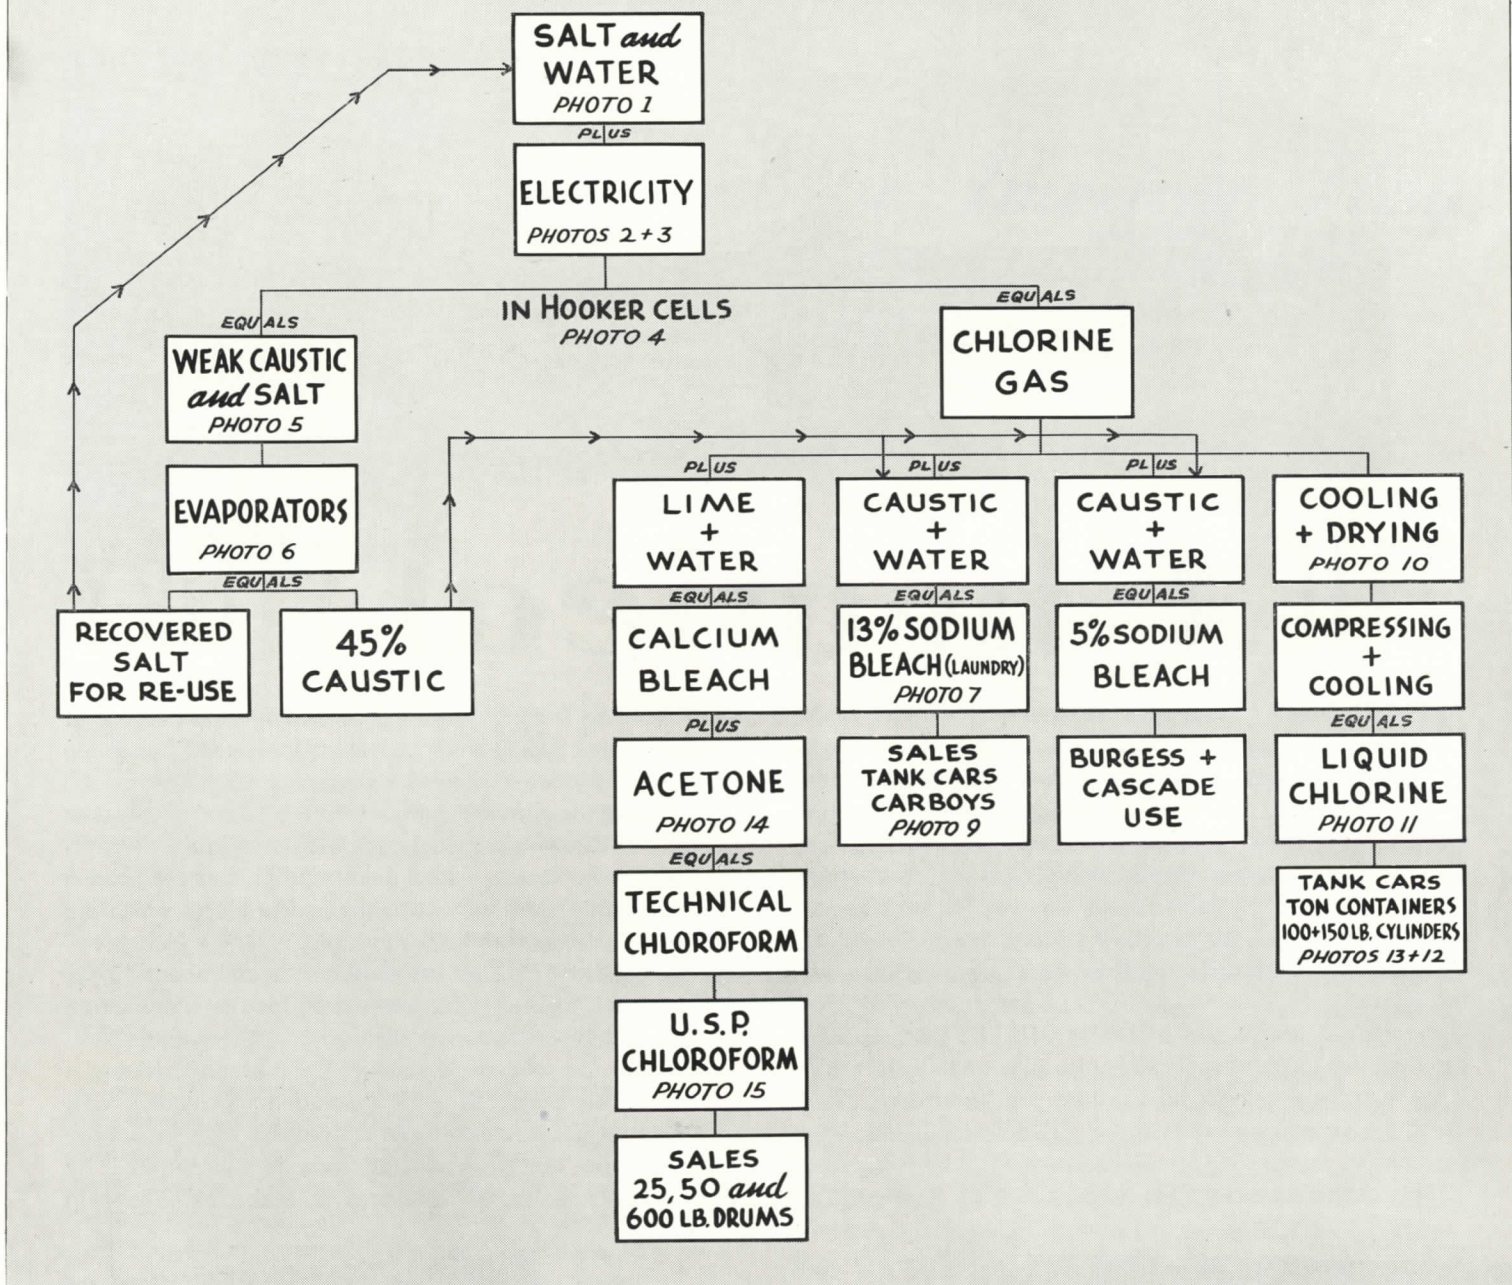 SALT and
WATER
PHOTO 1
PLUS
ELECTRICITY
PHOTOS 2+3
IN HOOKER CELLS
PHOTO 4
EQUALS
WEAK CAUSTIC
and SALT
PHOTO 5
EVAPORATORS
PHOTO 6
EQUALS
RECOVERED
SALT
FOR RE-USE
45%
CAUSTIC
EQUALS
CHLORINE
GAS
PLUS
LIME
+
WATER
EQUALS
CALCIUM
BLEACH
PLUS
ACETONE
PHOTO 14
EQUALS
TECHNICAL
CHLOROFORM
U.S.P.
CHLOROFORM
PHOTO 15
SALES
25, 50 and
600 LB. DRUMS
PLUS
CAUSTIC
+
WATER
EQUALS
13% SODIUM
BLEACH (LAUNDRY)
PHOTO 7
SALES
TANK CARS
CARBOYS
PHOTO 9
PLUS
CAUSTIC
+
WATER
EQUALS
5% SODIUM
BLEACH
BURGESS +
CASCADE
USE
COOLING
+ DRYING
PHOTO 10
COMPRESSING
+
COOLING
EQUALS
LIQUID
CHLORINE
PHOTO 11
TANK CARS
TON CONTAINERS
100+150 LB. CYLINDERS
PHOTOS 13+12